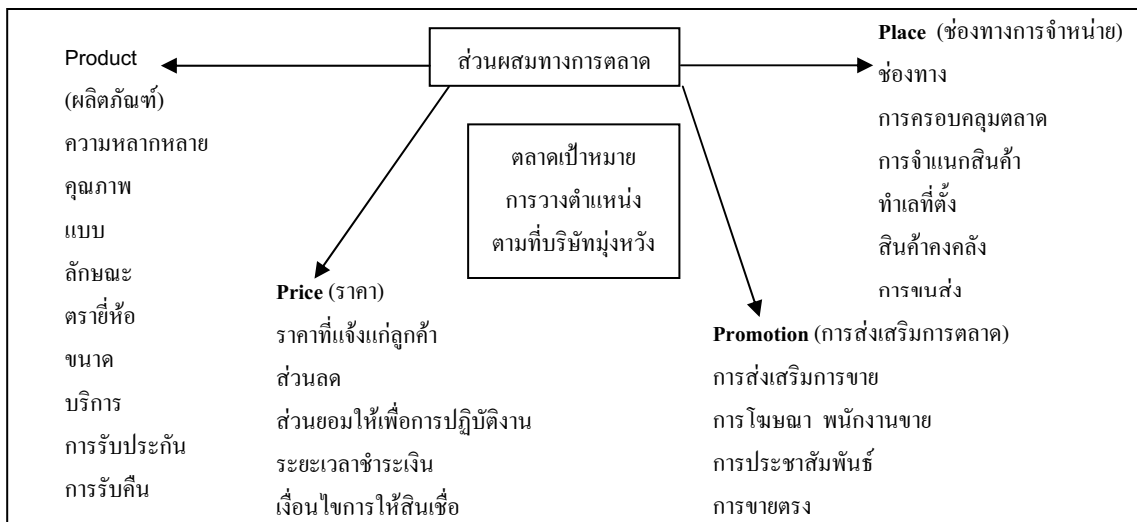 ส่วนผสมทางการตลาด
ตลาดเป้าหมาย
การวางตำแหน่ง
ตามที่บริษัทมุ่งหวัง
Product
(ผลิตภัณฑ์)
ความหลากหลาย
คุณภาพ
แบบ
ลักษณะ
ตรายี่ห้อ
ขนาด
บริการ
การรับประกัน
การรับคืน
Price (ราคา)
ราคาที่แจ้งแก่ลูกค้า
ส่วนลด
ส่วนยอมให้เพื่อการปฏิบัติงาน
ระยะเวลาชำระเงิน
เงื่อนไขการให้สินเชื่อ
Place (ช่องทางการจำหน่าย)
ช่องทาง
การครอบคลุมตลาด
การจำแนกสินค้า
ทำเลที่ตั้ง
สินค้าคงคลัง
การขนส่ง
Promotion (การส่งเสริมการตลาด)
การส่งเสริมการขาย
การโฆษณา พนักงานขาย
การประชาสัมพันธ์
การขายตรง